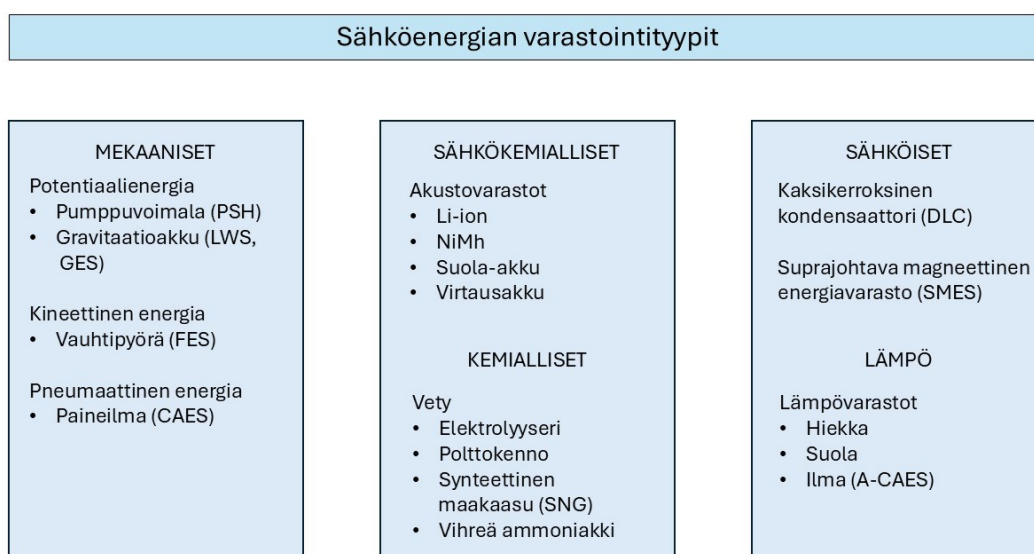 Sähköenergian varastointityypit
MEKAANISET
Potentiaalienergia
• Pumppuvoimala (PSH)
• Gravitaatioakku (LWS,
GES)
Kineettinen energia
• Vauhtipyörä (FES)
Pneumaattinen energia
• Paineilma (CAES)
SÄHKÖKEMIALLISET
Akustovarastot
• Li-ion
• NiMh
• Suola-akku
• Virtausakku
KEMIALLISET
Vety
• Elektrolyyseri
• Polttokenno
• Synteettinen
maakaasu (SNG)
• Vihreä ammoniakki
SÄHKÖISET
Kaksikerroksinen
kondensaattori (DLC)
Suprajohtava magneettinen
energiavarasto (SMES)
LÄMPÖ
Lämpövarastot
• Hiekka
• Suola
• Ilma (A-CAES)